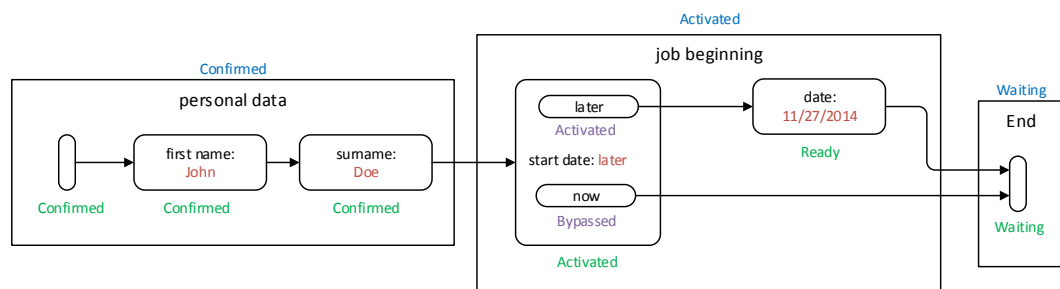 Confirmed
personal data
Confirmed
first name:
John
Confirmed
surname:
Doe
Confirmed
Activated
job beginning
later
Activated
start date: later
now
Bypassed
Activated
date:
11/27/2014
Ready
Waiting
End
Waiting